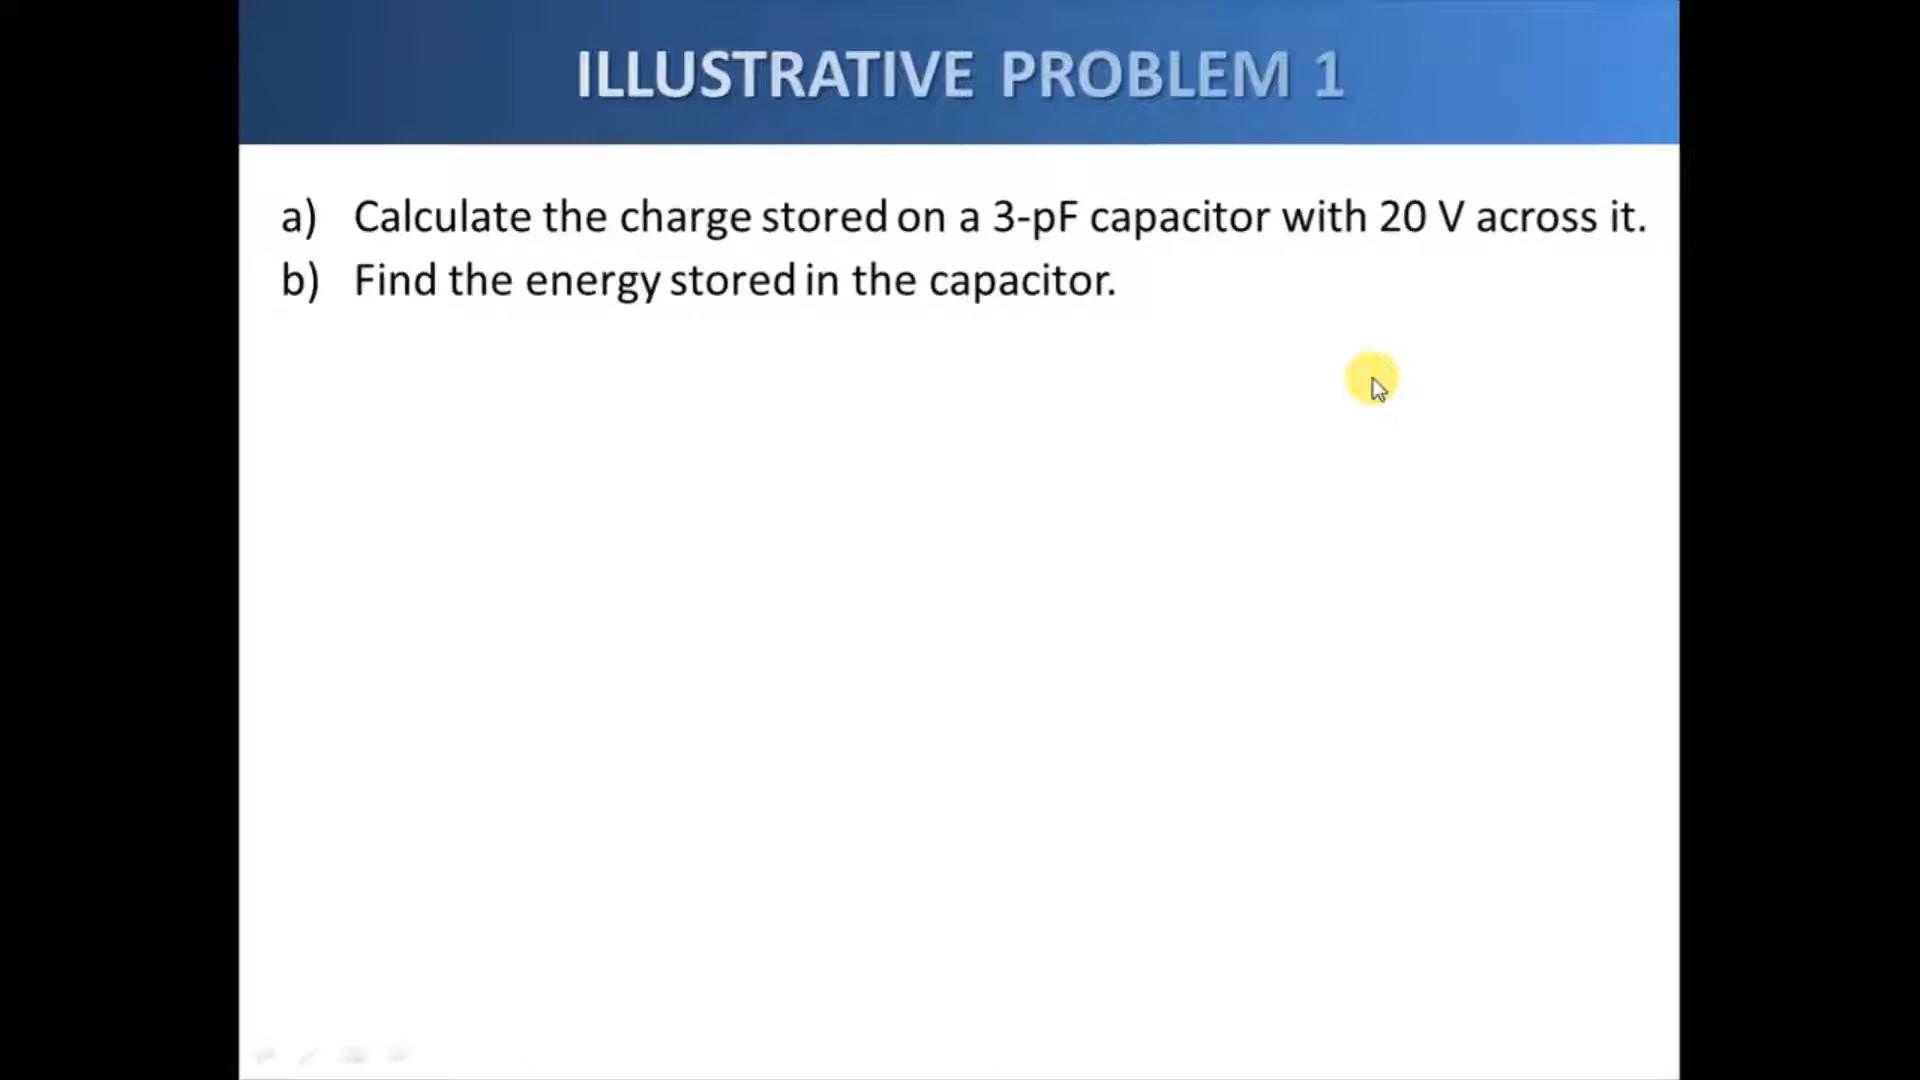 ILLUSTRATIVE PROBLEM 1
a) Calculate the charge stored on a 3-pF capacitor with 20 V across it.
b) Find the energy stored in the capacitor.